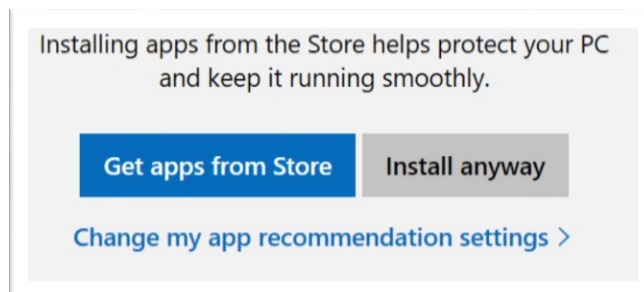 Installing apps from the Store helps protect your PC
and keep it running smoothly.
Get apps from Store
Install anyway
Change my app recommendation settings >